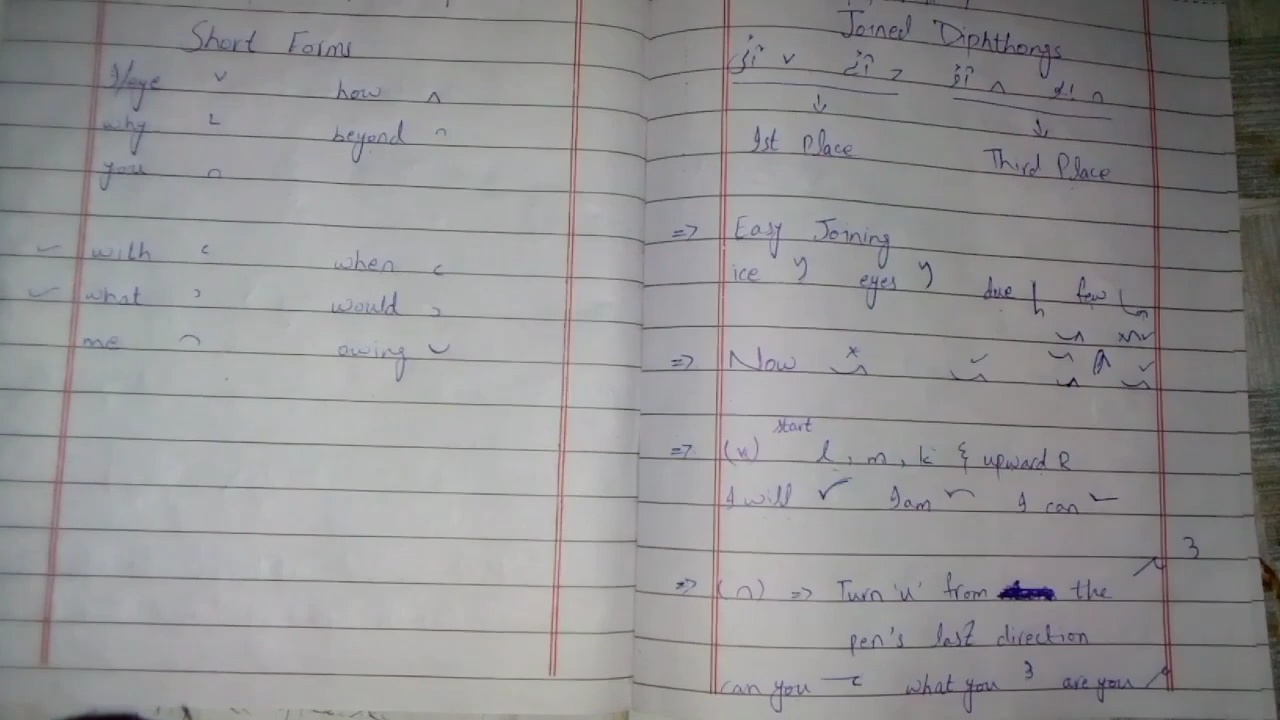 Short Forms
I/eye how
why beyond
you
with when
what would
me owing
Joined Diphthongs
1st Place Third Place
=> Easy Joining
ice eyes due few
=> Now
start
=> l, m, k & upward R
I will I am I can
3
=> (n) => Turn 'u' from the
pen's last direction
can you what you are you